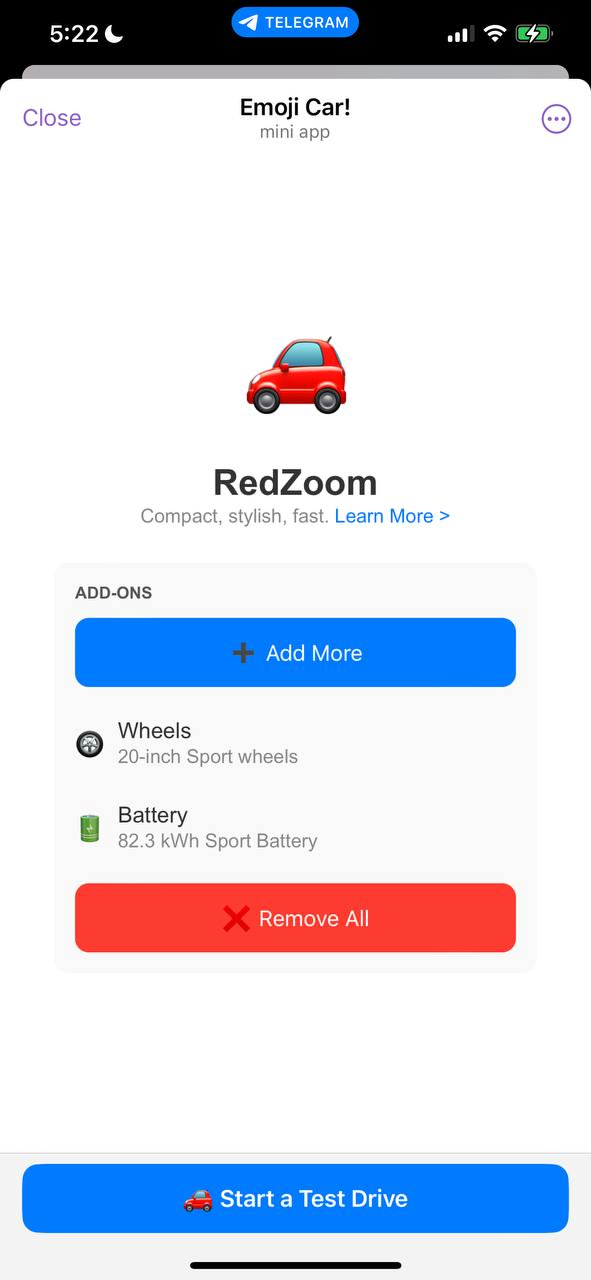 5:22
TELEGRAM
Close
Emoji Car!
mini app
RedZoom
Compact, stylish, fast. Learn More >
ADD-ONS
➕ Add More
Wheels
20-inch Sport wheels
Battery
82.3 kWh Sport Battery
❌ Remove All
🚗 Start a Test Drive